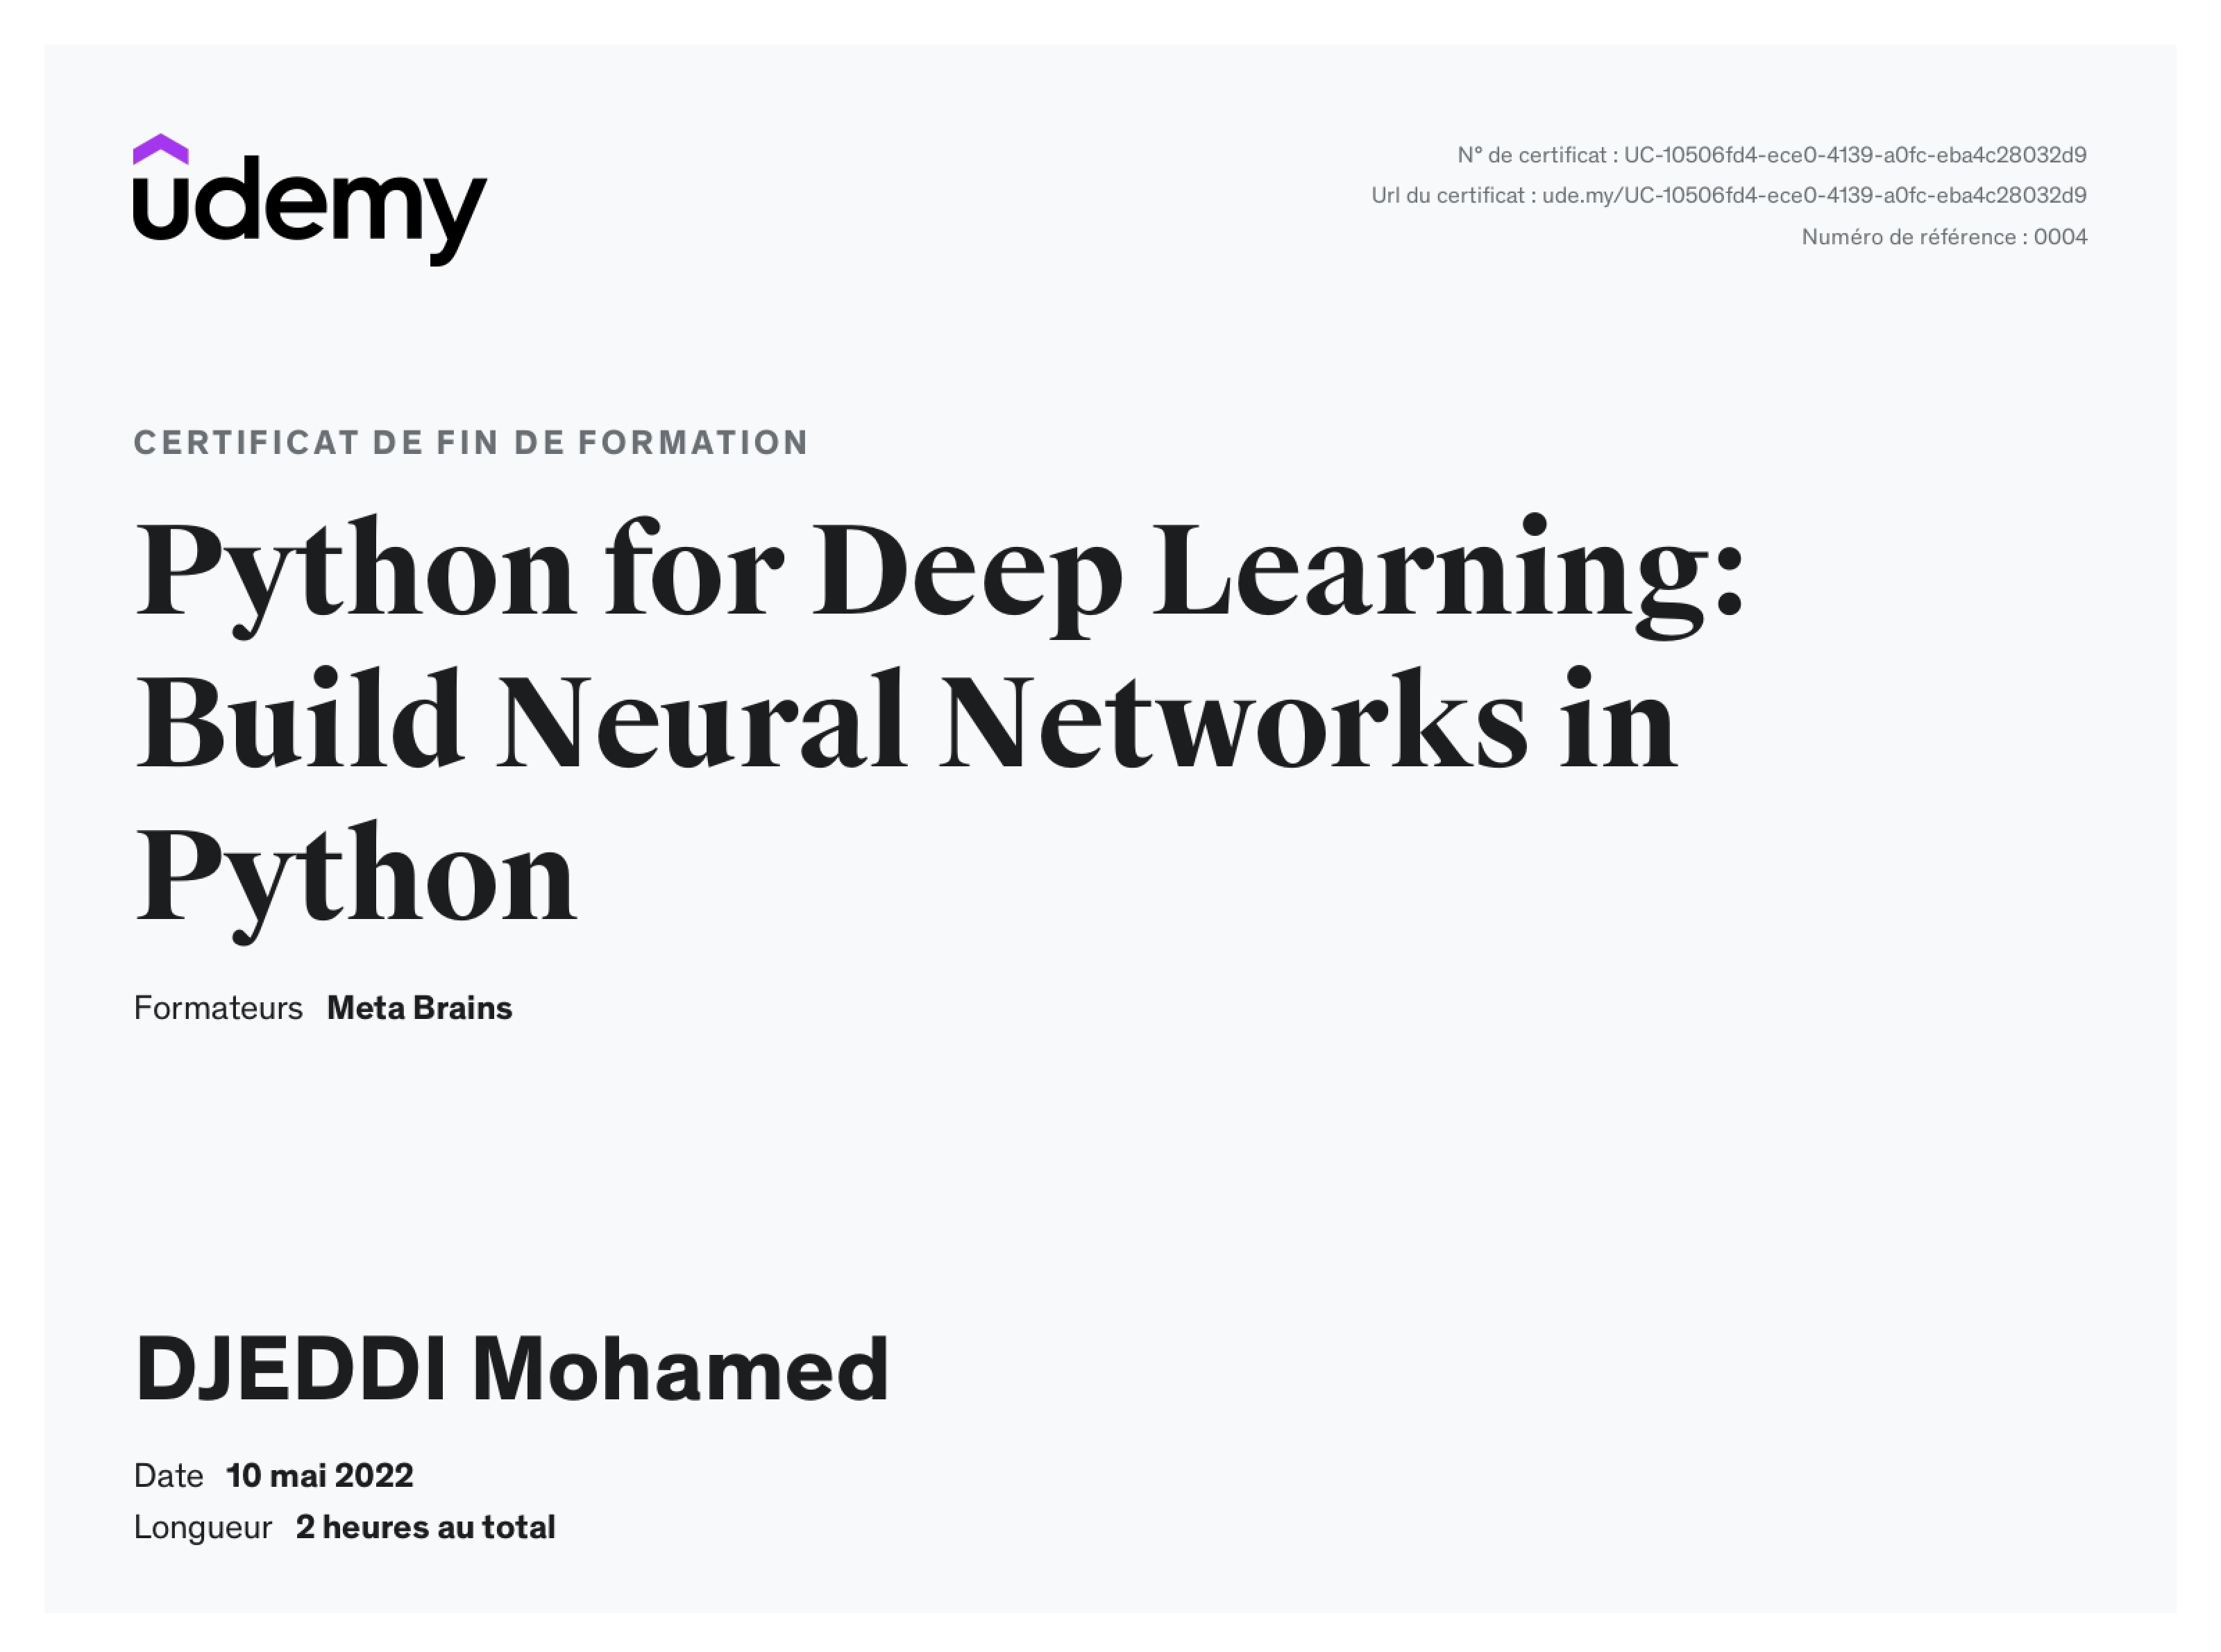 udemy
N° de certificat : UC-10506fd4-ece0-4139-a0fc-eba4c28032d9
Url du certificat : ude.my/UC-10506fd4-ece0-4139-a0fc-eba4c28032d9
Numéro de référence : 0004
CERTIFICAT DE FIN DE FORMATION
Python for Deep Learning:
Build Neural Networks in
Python
Formateurs Meta Brains
DJEDDI Mohamed
Date 10 mai 2022
Longueur 2 heures au total